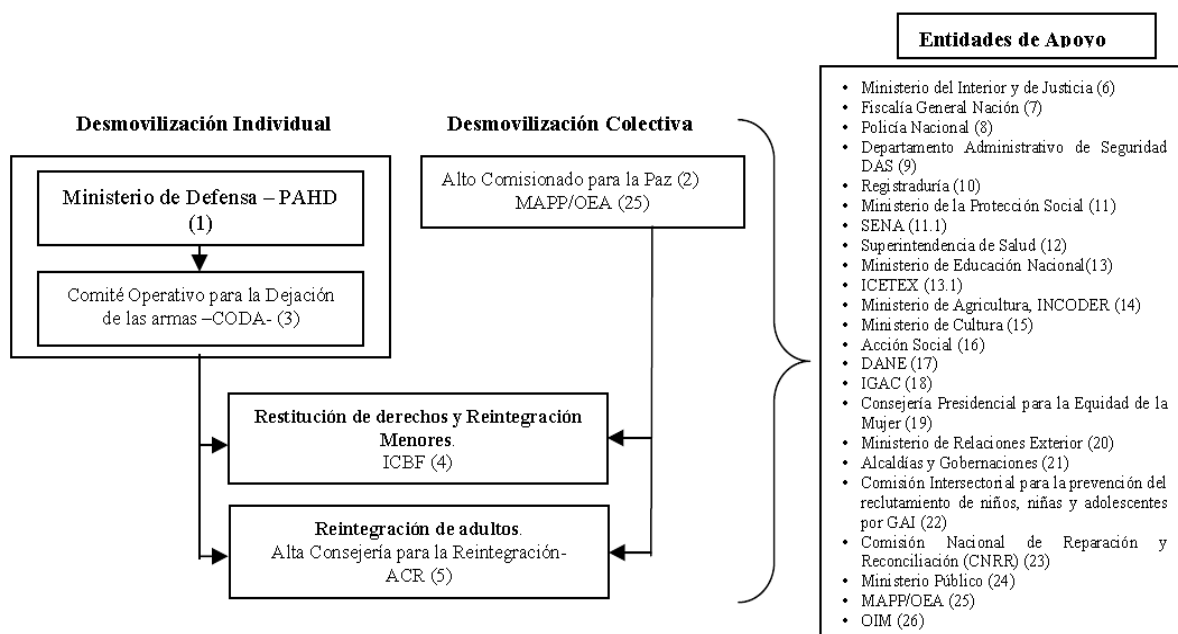 Desmovilización Individual
Ministerio de Defensa – PAHD
(1)
Comité Operativo para la Dejación
de las armas –CODA- (3)
Desmovilización Colectiva
Alto Comisionado para la Paz (2)
MAPP/OEA (25)
Restitución de derechos y Reintegración
Menores.
ICBF (4)
Reintegración de adultos.
Alta Consejería para la Reintegración-
ACR (5)
Entidades de Apoyo
• Ministerio del Interior y de Justicia (6)
• Fiscalía General Nación (7)
• Policía Nacional (8)
• Departamento Administrativo de Seguridad
DAS (9)
• Registraduría (10)
• Ministerio de la Protección Social (11)
• SENA (11.1)
• Superintendencia de Salud (12)
• Ministerio de Educación Nacional(13)
• ICETEX (13.1)
• Ministerio de Agricultura, INCODER (14)
• Ministerio de Cultura (15)
• Acción Social (16)
• DANE (17)
• IGAC (18)
• Consejería Presidencial para la Equidad de la
Mujer (19)
• Ministerio de Relaciones Exterior (20)
• Alcaldías y Gobernaciones (21)
• Comisión Intersectorial para la prevención del
reclutamiento de niños, niñas y adolescentes
por GAI (22)
• Comisión Nacional de Reparación y
Reconciliación (CNRR) (23)
• Ministerio Público (24)
• MAPP/OEA (25)
• OIM (26)